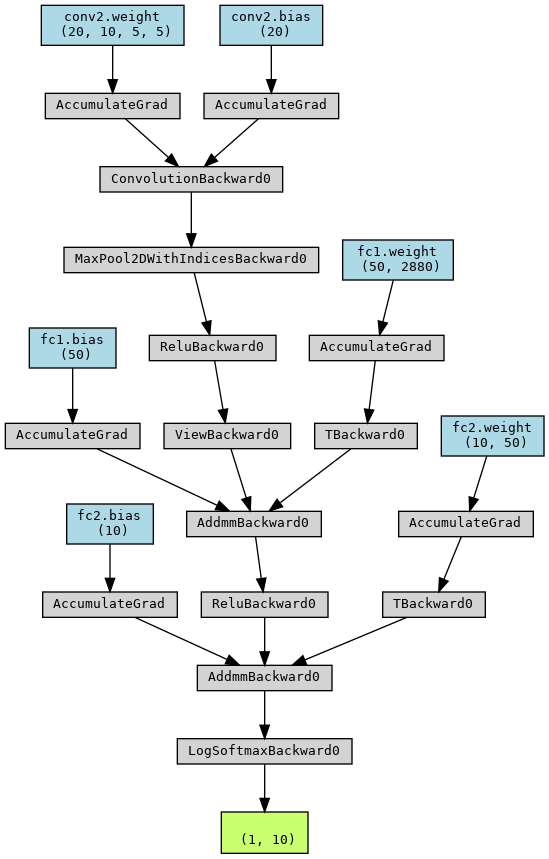 conv2.weight
(20, 10, 5, 5)
conv2.bias
(20)
AccumulateGrad
AccumulateGrad
ConvolutionBackward0
MaxPool2DWithIndicesBackward0
fc1.weight
(50, 2880)
fc1.bias
(50)
ReluBackward0
AccumulateGrad
AccumulateGrad
ViewBackward0
TBackward0
fc2.weight
(10, 50)
fc2.bias
(10)
AddmmBackward0
AccumulateGrad
AccumulateGrad
ReluBackward0
TBackward0
AddmmBackward0
LogSoftmaxBackward0
(1, 10)